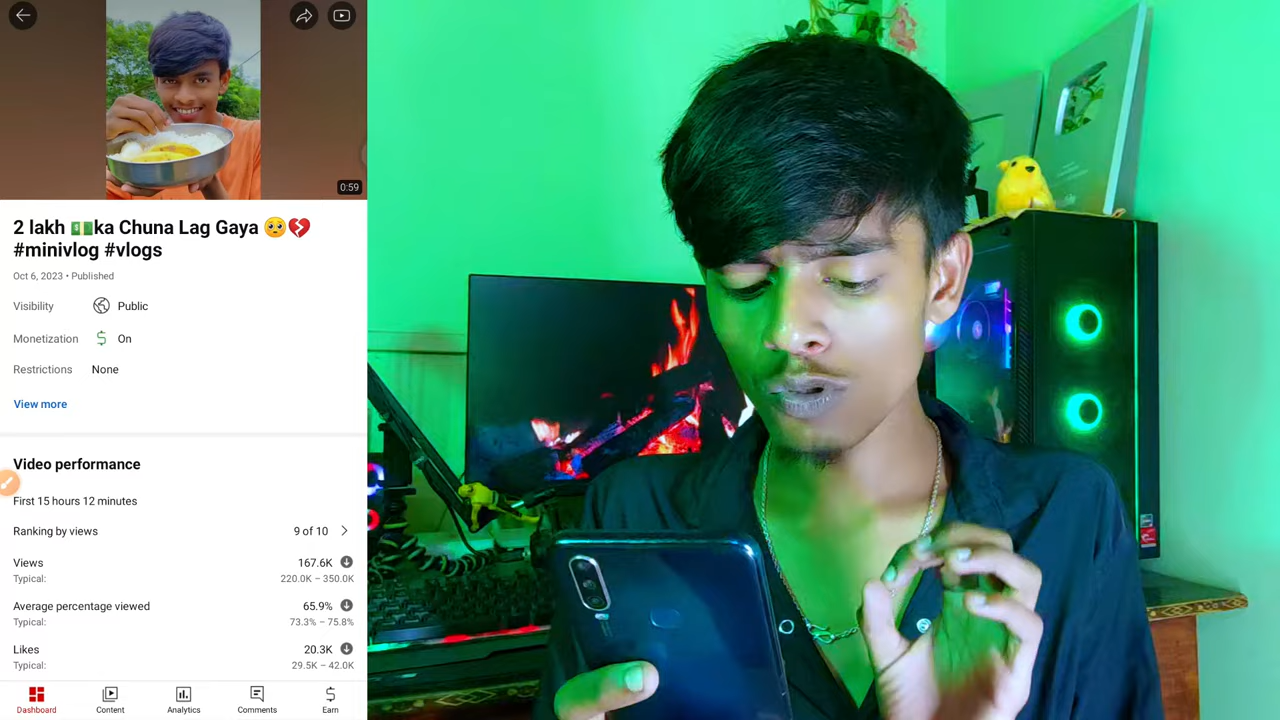 0:59
2 lakh 💵ka Chuna Lag Gaya 🥺💔
#minivlog #vlogs
Oct 6, 2023 • Published
Visibility Public
Monetization On
Restrictions None
View more
Video performance
First 15 hours 12 minutes
Ranking by views 9 of 10
Views 167.6K
Typical: 220.0K – 350.0K
Average percentage viewed 65.9%
Typical: 73.3% – 75.8%
Likes 20.3K
Typical: 29.5K – 42.0K
Dashboard Content Analytics Comments Earn